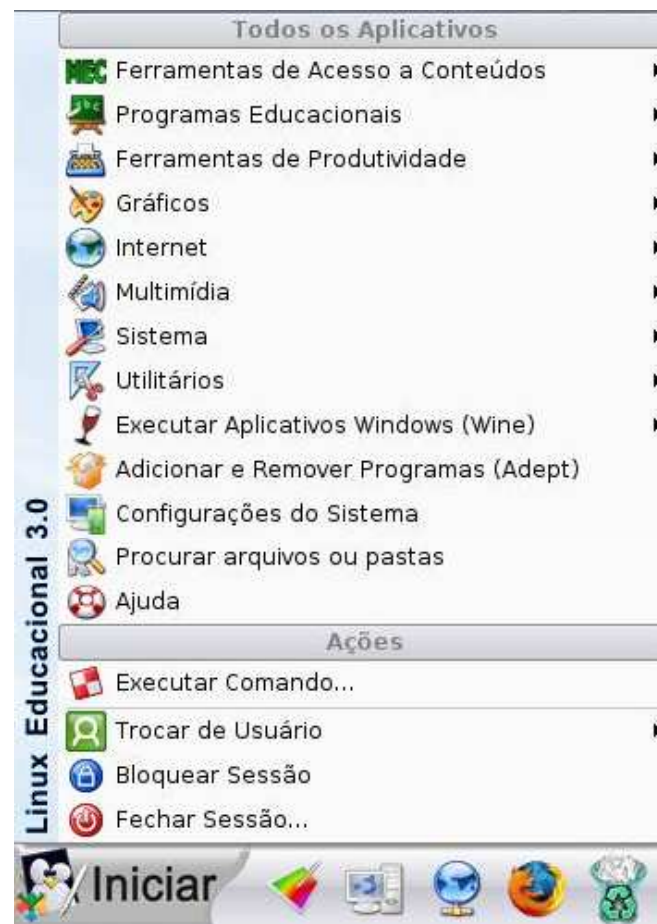 Todos os Aplicativos
MEC Ferramentas de Acesso a Conteúdos
abc Programas Educacionais
Ferramentas de Produtividade
Gráficos
Internet
Multimídia
Sistema
Utilitários
Executar Aplicativos Windows (Wine)
Adicionar e Remover Programas (Adept)
Configurações do Sistema
Procurar arquivos ou pastas
Ajuda
Ações
Executar Comando...
Trocar de Usuário
Bloquear Sessão
Fechar Sessão...
Linux Educacional 3.0
Iniciar